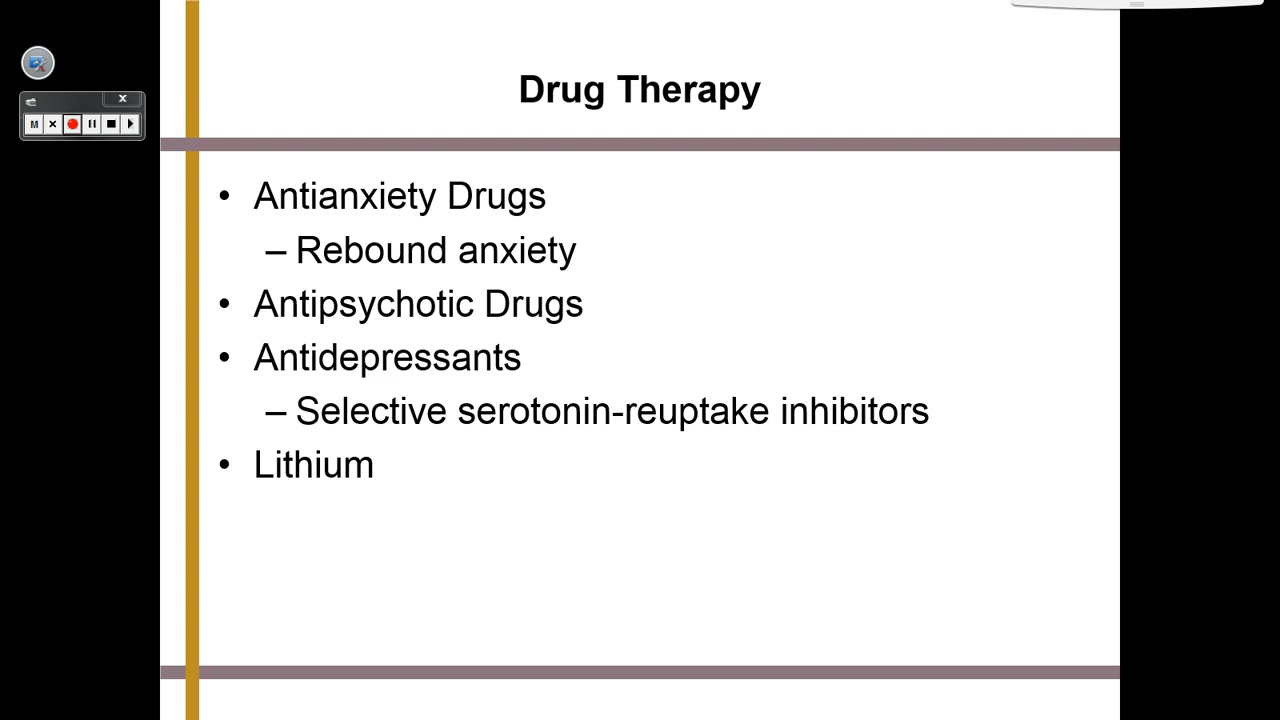 Drug Therapy
M
• Antianxiety Drugs
– Rebound anxiety
• Antipsychotic Drugs
• Antidepressants
– Selective serotonin-reuptake inhibitors
• Lithium